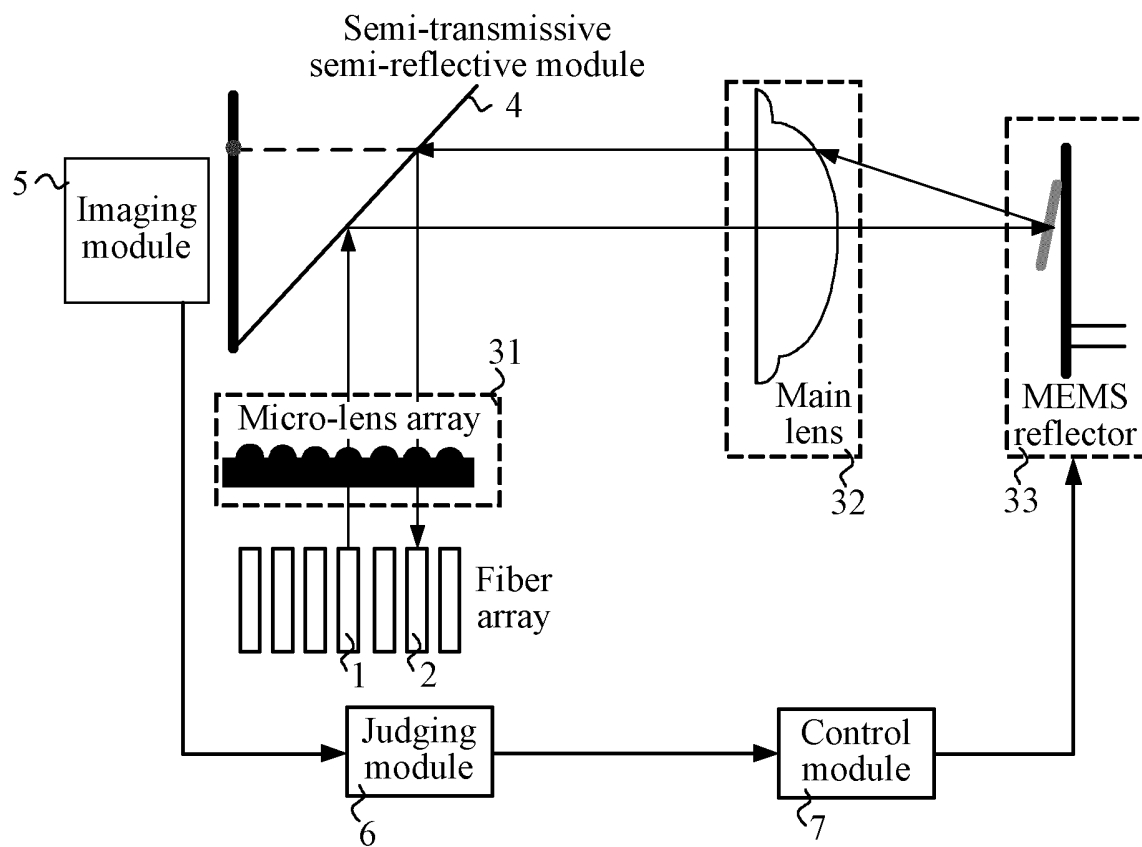 Semi-transmissive
semi-reflective module
4
5
Imaging
module
31
Micro-lens array
Main
lens
32
MEMS
reflector
33
Fiber
array
1
2
Judging
module
6
Control
module
7